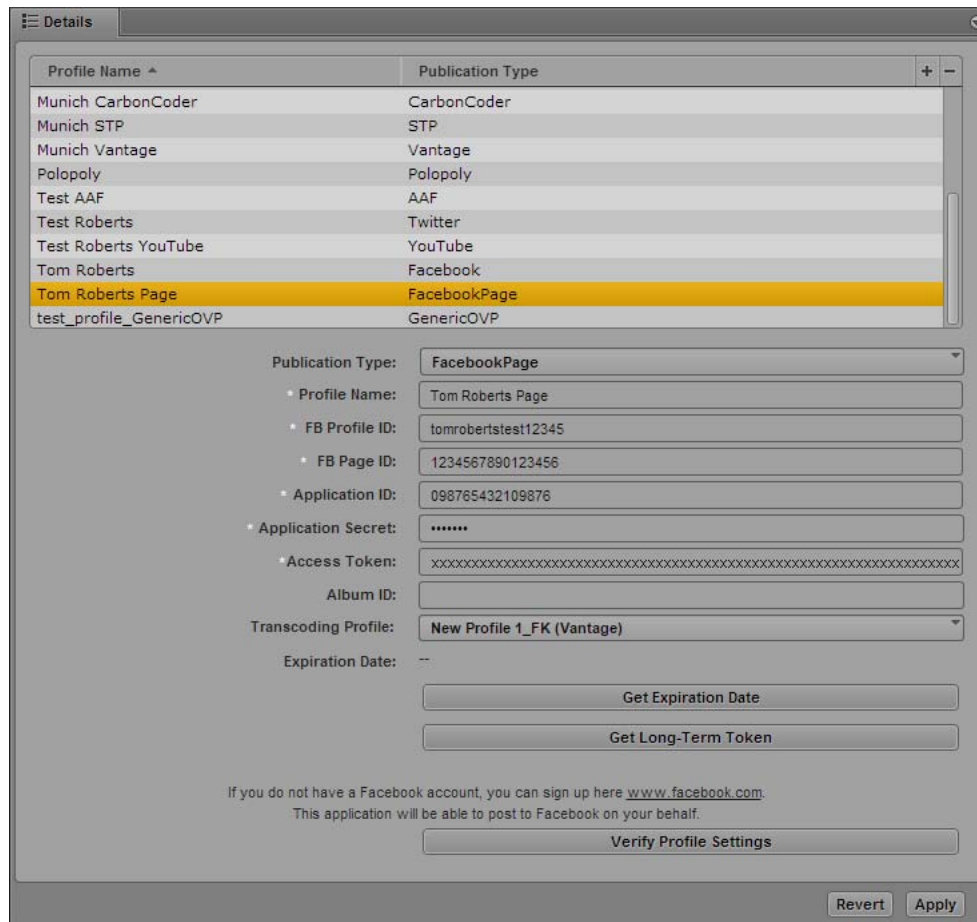 Details
Profile Name Publication Type + -
Munich CarbonCoder CarbonCoder
Munich STP STP
Munich Vantage Vantage
Polopoly Polopoly
Test AAF AAF
Test Roberts Twitter
Test Roberts YouTube YouTube
Tom Roberts Facebook
Tom Roberts Page FacebookPage
test_profile_GenericOVP GenericOVP
Publication Type: FacebookPage
* Profile Name: Tom Roberts Page
* FB Profile ID: tomrobertstest12345
* FB Page ID: 1234567890123456
* Application ID: 098765432109876
* Application Secret: •••••••
*Access Token: xxxxxxxxxxxxxxxxxxxxxxxxxxxxxxxxxxxxxxxxxxxxxxxxxxxxxxxxxxxxxxxxxx
Album ID:
Transcoding Profile: New Profile 1_FK (Vantage)
Expiration Date: --
Get Expiration Date
Get Long-Term Token
If you do not have a Facebook account, you can sign up here www.facebook.com.
This application will be able to post to Facebook on your behalf.
Verify Profile Settings
Revert Apply